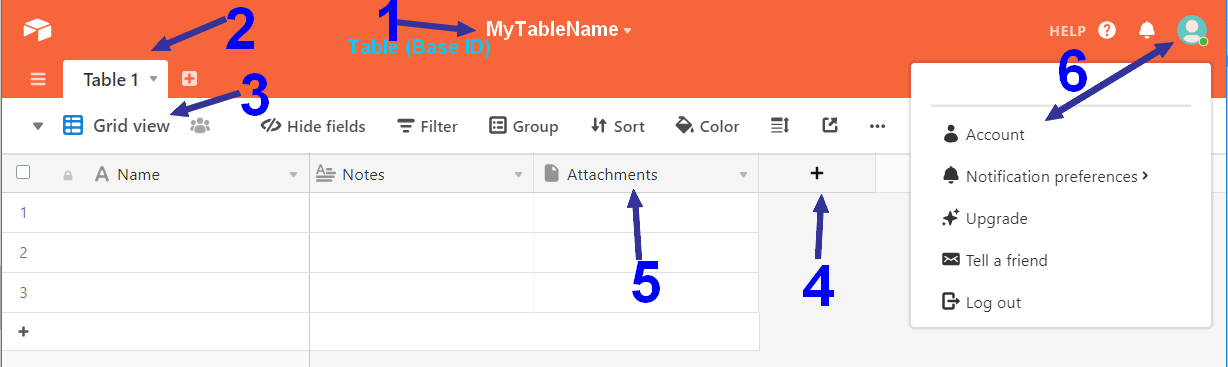 1 MyTableName
2
Table (Base ID)
HELP ?
6
Table 1
3
Grid view Hide fields Filter Group Sort Color
Name Notes Attachments +
1
2
3
+
5
4
Account
Notification preferences
Upgrade
Tell a friend
Log out